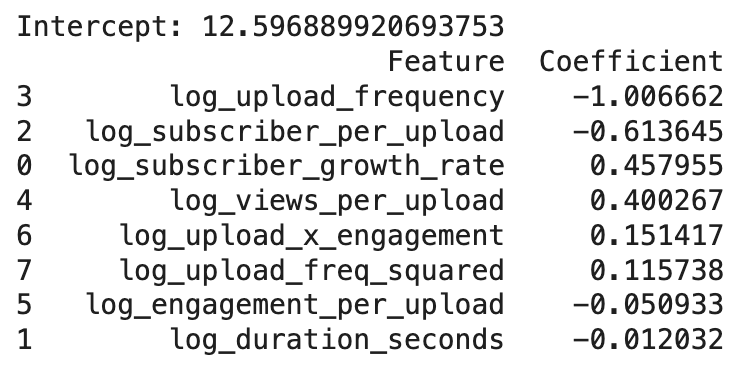 Intercept: 12.596889920693753
Feature Coefficient
3 log_upload_frequency -1.006662
2 log_subscriber_per_upload -0.613645
0 log_subscriber_growth_rate 0.457955
4 log_views_per_upload 0.400267
6 log_upload_x_engagement 0.151417
7 log_upload_freq_squared 0.115738
5 log_engagement_per_upload -0.050933
1 log_duration_seconds -0.012032